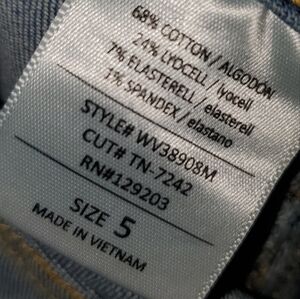 68% COTTON / ALGODON
24% LYOCELL / lyocell
7% ELASTERELL / elasterell
1% SPANDEX / elastano
STYLE# WV38908M
CUT# TN-7242
RN#129203
SIZE 5
MADE IN VIETNAM